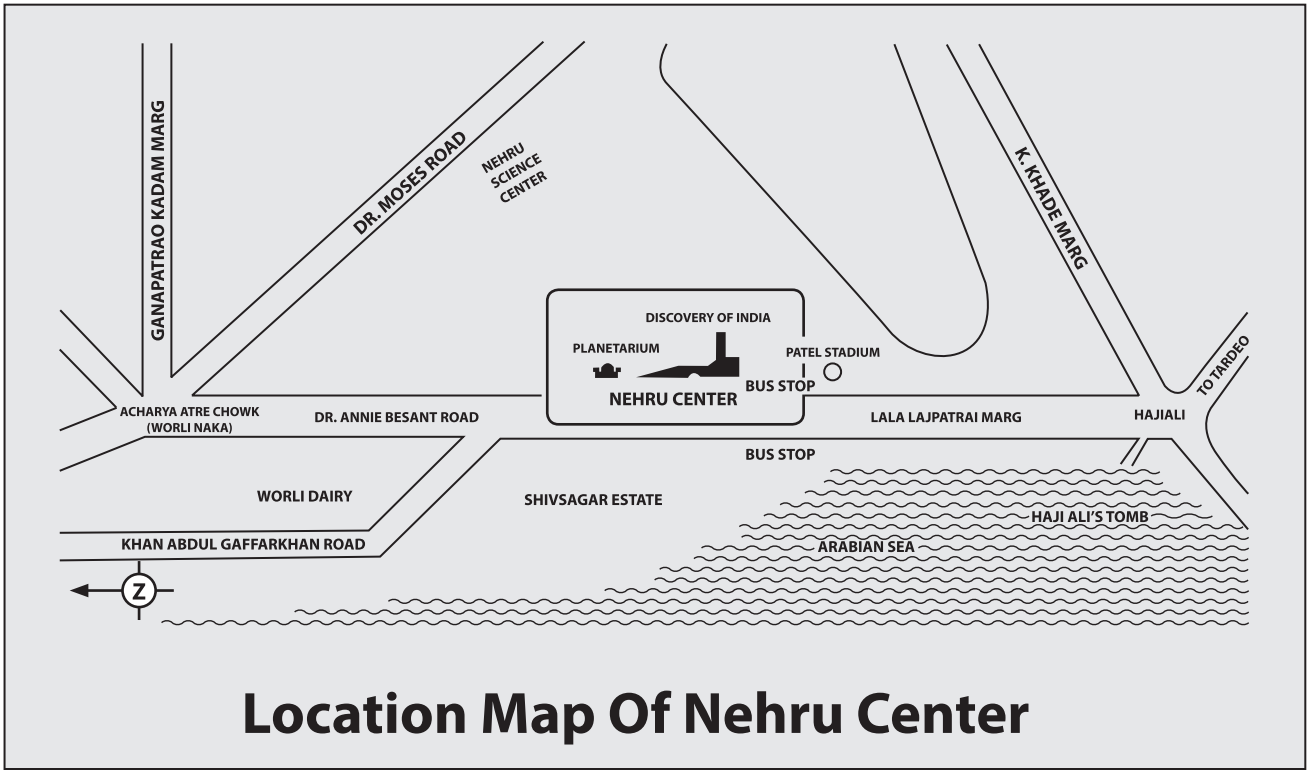 GANAPATRAO KADAM MARG
DR. MOSES ROAD
NEHRU
SCIENCE
CENTER
K. KHADE MARG
DISCOVERY OF INDIA
PLANETARIUM
PATEL STADIUM
BUS STOP
NEHRU CENTER
TO TARDEO
ACHARYA ATRE CHOWK
(WORLI NAKA)
DR. ANNIE BESANT ROAD
LALA LAJPATRAI MARG
HAJIALI
BUS STOP
WORLI DAIRY
SHIVSAGAR ESTATE
HAJI ALI'S TOMB
KHAN ABDUL GAFFARKHAN ROAD
ARABIAN SEA
Z
Location Map Of Nehru Center